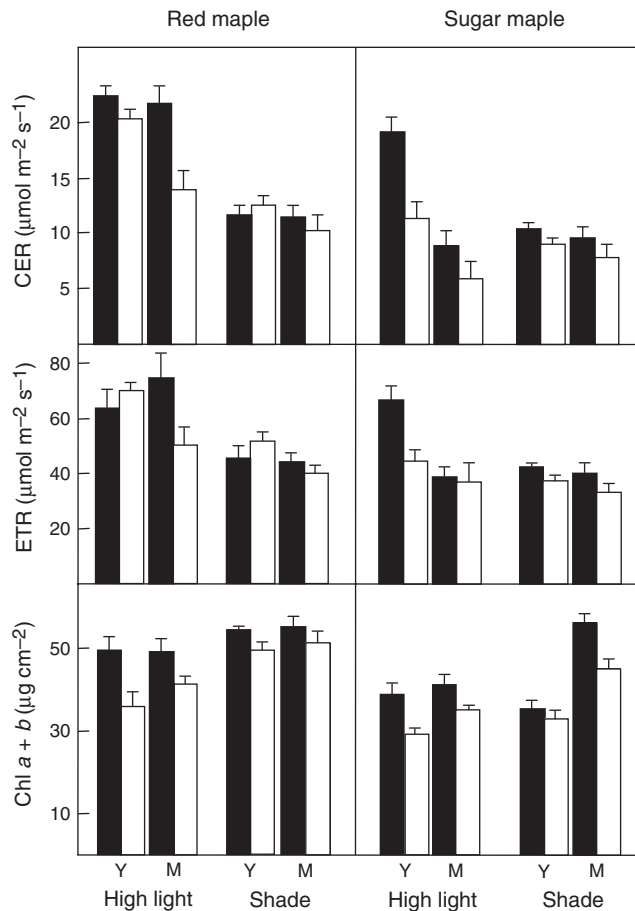 Red maple Sugar maple
CER (μmol m⁻² s⁻¹)
20
15
10
5
ETR (μmol m⁻² s⁻¹)
80
60
40
20
Chl a + b (μg cm⁻²)
50
30
10
Y M Y M Y M Y M
High light Shade High light Shade